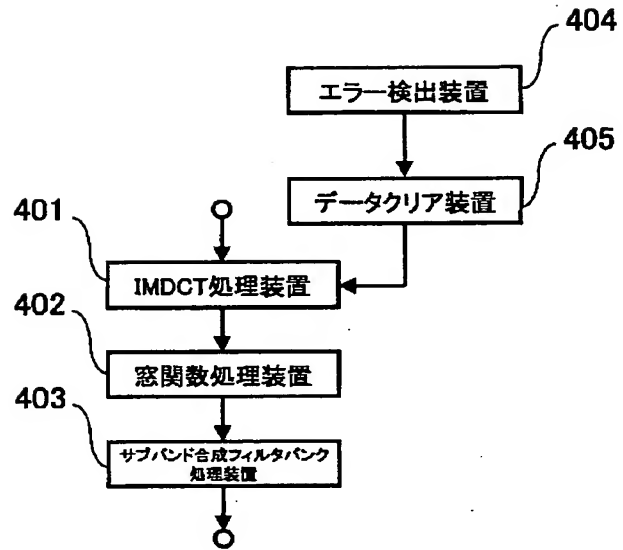 404
エラー検出装置
405
データクリア装置
401
IMDCT処理装置
402
窓関数処理装置
403
サブバンド合成フィルタバンク
処理装置